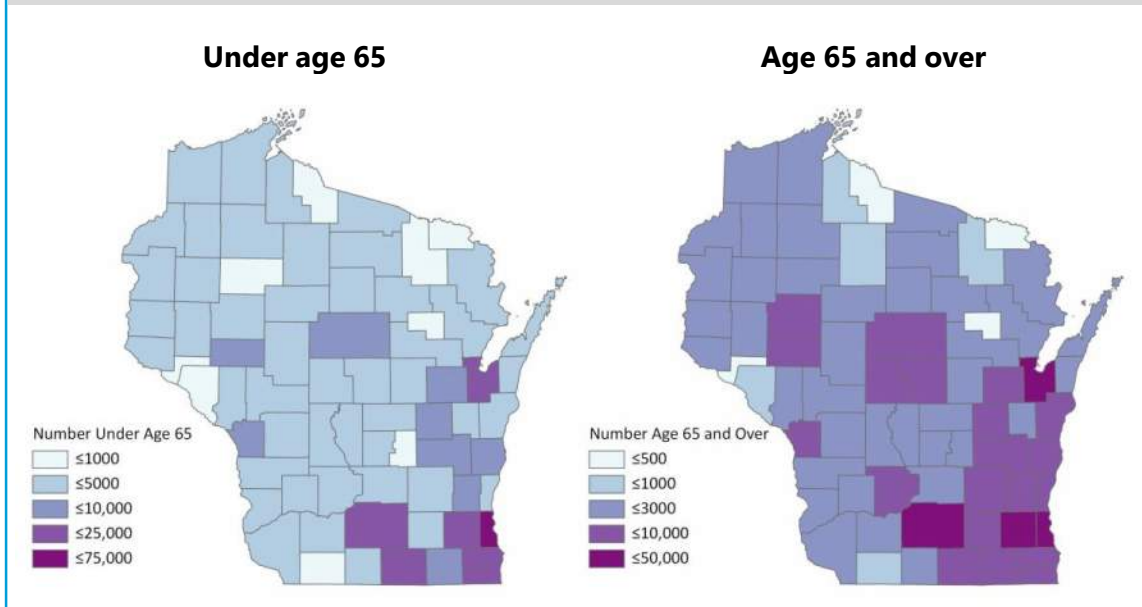 Under age 65
Age 65 and over
Number Under Age 65
≤1000
≤5000
≤10,000
≤25,000
≤75,000
Number Age 65 and Over
≤500
≤1000
≤3000
≤10,000
≤50,000